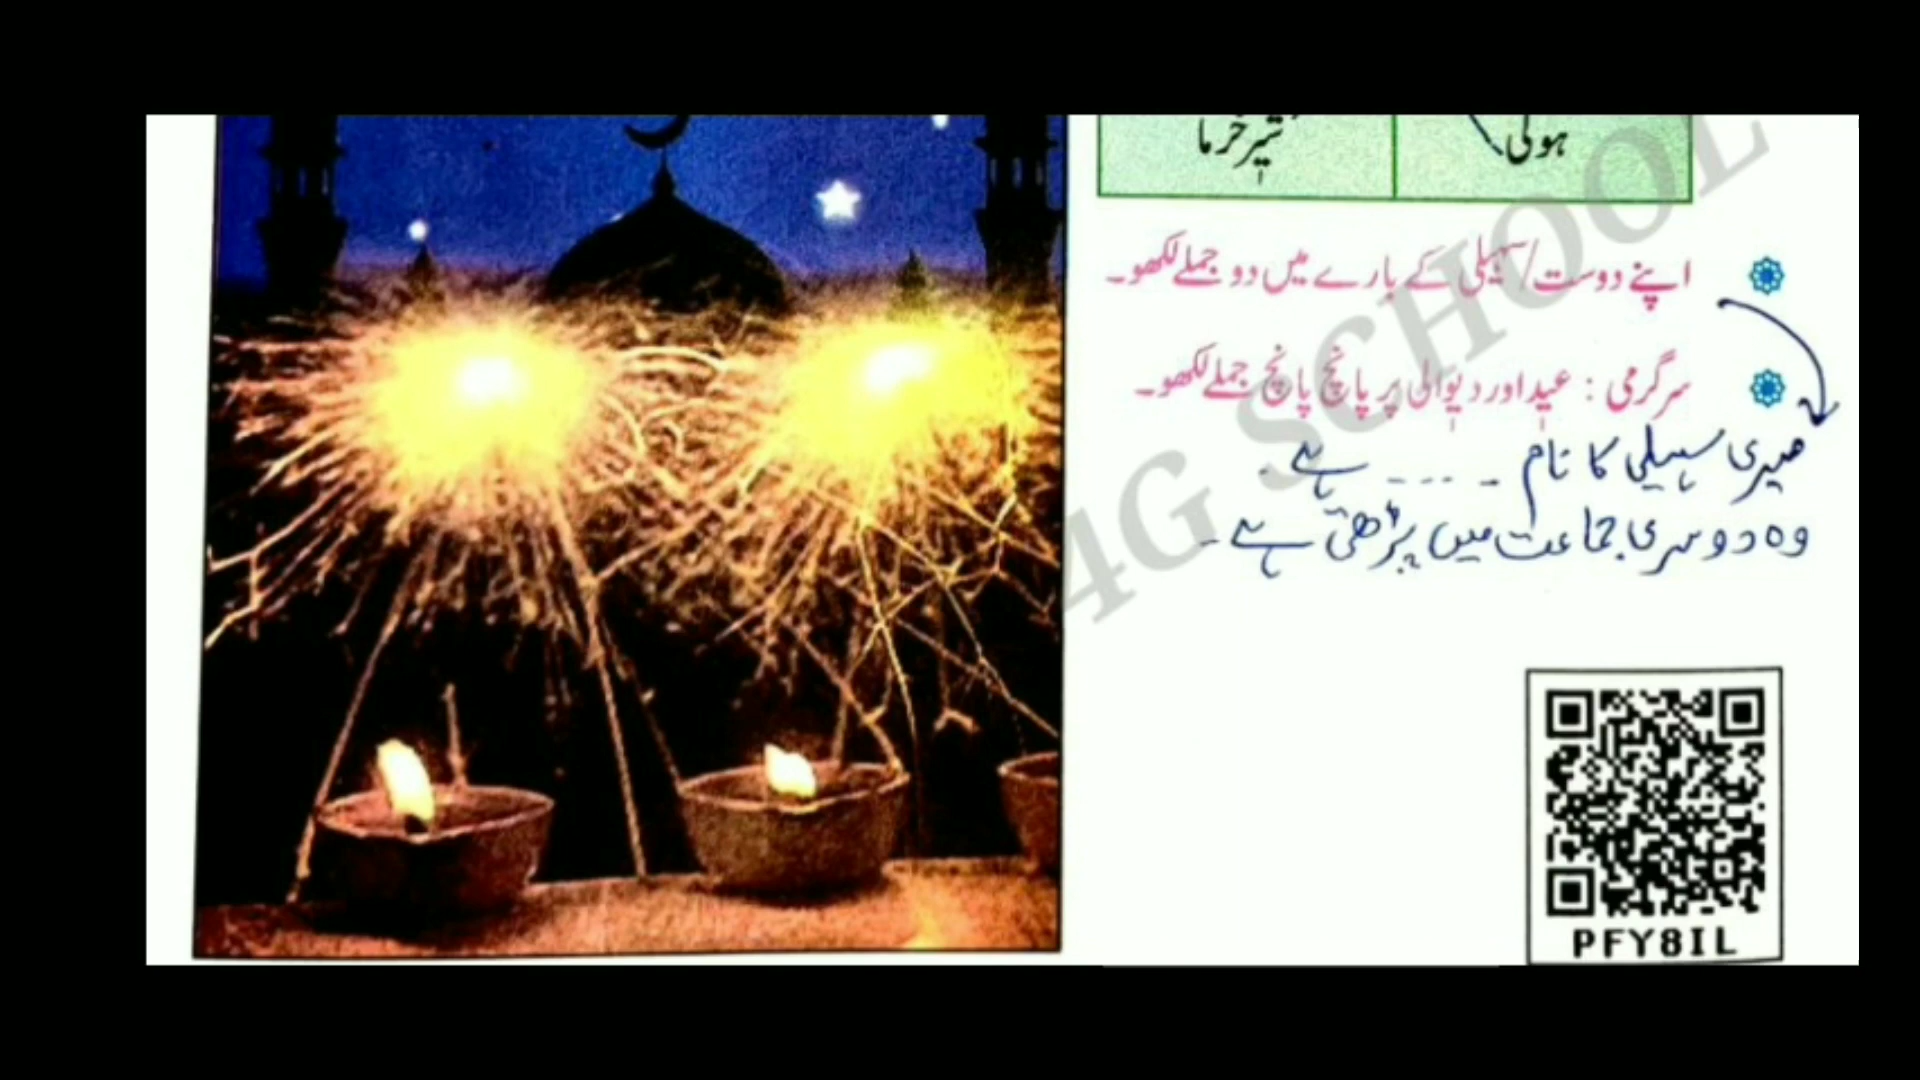 ہولی شیر خرما
اپنے دوست/سہیلی کے بارے میں دو جملے لکھو۔
سرگرمی : عید اور دیوالی پر پانچ پانچ جملے لکھو۔
میری سہیلی کا نام ۔ ۔۔۔۔ ہے ۔
وہ دوسری جماعت میں پڑھتی ہے ۔
4G SCHOOL
PFY8IL